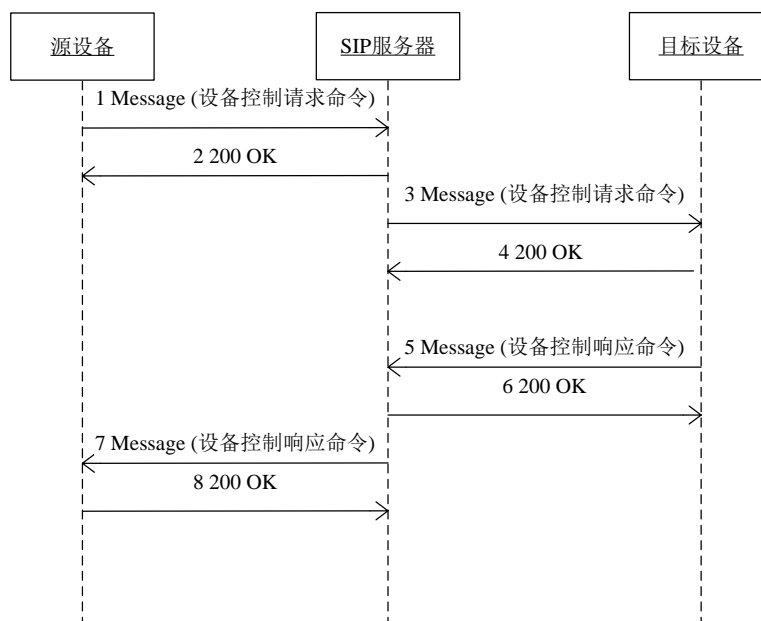 源设备
SIP服务器
目标设备
1 Message (设备控制请求命令)
2 200 OK
3 Message (设备控制请求命令)
4 200 OK
5 Message (设备控制响应命令)
6 200 OK
7 Message (设备控制响应命令)
8 200 OK